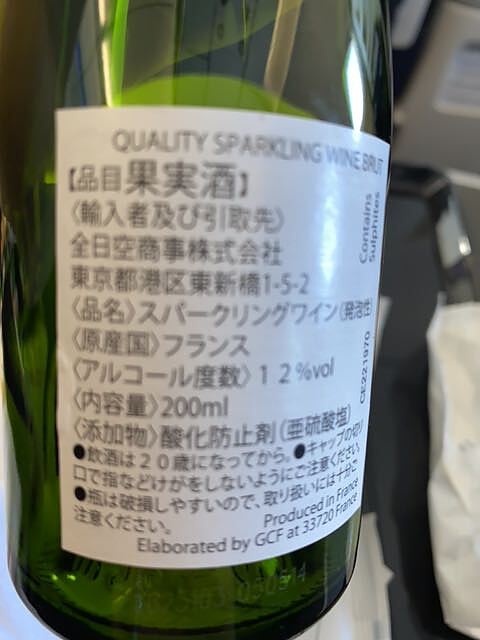 QUALITY SPARKLING WINE BRUT
【品目 果実酒】
〈輸入者及び引取先〉
全日空商事株式会社
東京都港区東新橋1-5-2
〈品名〉スパークリングワイン(発泡性)
〈原産国〉フランス
〈アルコール度数〉12%vol
〈内容量〉200ml
〈添加物〉酸化防止剤(亜硫酸塩)
●飲酒は20歳になってから。●キャップの切り
口で指などけがをしないようにご注意ください。
●瓶は破損しやすいので、取り扱いには十分ご
注意ください。
Produced in France
Elaborated by GCF at 33720 France
Contains
Sulphites
CE221970